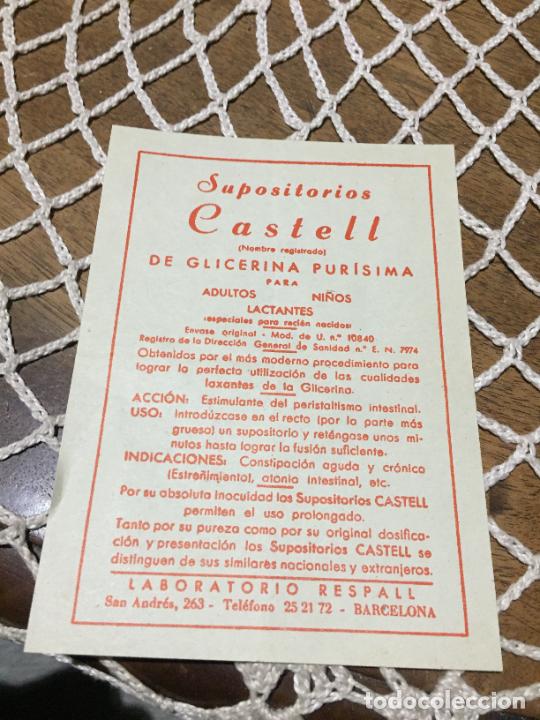 Supositorios
Castell
(Nombre registrado)
DE GLICERINA PURÍSIMA
PARA
ADULTOS NIÑOS
LACTANTES
(especiales para recién nacidos)
Envase original - Mod. de U. n.º 10840
Registro de la Dirección General de Sanidad n.º E. N. 7974
Obtenidos por el más moderno procedimiento para
lograr la perfecta utilización de las cualidades
laxantes de la Glicerina.
ACCIÓN: Estimulante del peristaltismo intestinal.
USO: Introdúzcase en el recto (por la parte más
gruesa) un supositorio y reténgase unos mi-
nutos hasta lograr la fusión suficiente.
INDICACIONES: Constipación aguda y crónica
(Estreñimiento), atonía intestinal, etc.
Por su absoluta inocuidad los Supositorios CASTELL
permiten el uso prolongado.
Tanto por su pureza como por su original dosifica-
ción y presentación los Supositorios CASTELL se
distinguen de sus similares nacionales y extranjeros.
LABORATORIO RESPALL
San Andrés, 263 - Teléfono 25 21 72 - BARCELONA
todocoleccion